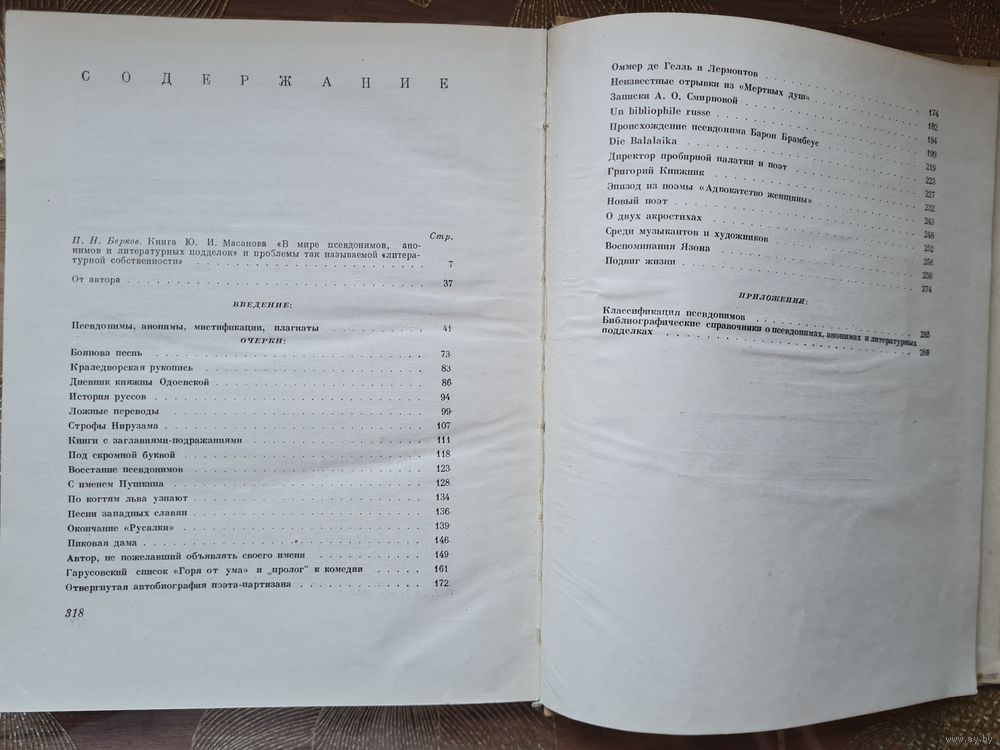 СОДЕРЖАНИЕ
Стр.
П. Н. Берков. Книга Ю. И. Масанова «В мире псевдонимов, ано-
нимов и литературных подделок» и проблемы так называемой «литера-
турной собственности» . . . 7
От автора . . . 37
ВВЕДЕНИЕ:
Псевдонимы, анонимы, мистификации, плагиаты . . . 41
ОЧЕРКИ:
Боянова песнь . . . 73
Краледворская рукопись . . . 83
Дневник княжны Одоевской . . . 86
История руссов . . . 94
Ложные переводы . . . 99
Строфы Нирузама . . . 107
Книги с заглавиями-подражаниями . . . 111
Под скромной буквой . . . 118
Восстание псевдонимов . . . 123
С именем Пушкина . . . 128
По когтям льва узнают . . . 134
Песни западных славян . . . 136
Окончание «Русалки» . . . 139
Пиковая дама . . . 146
Автор, не пожелавший объявлять своего имени . . . 149
Гарусовский список «Горя от ума» и „пролог" к комедии . . . 161
Отвергнутая автобиография поэта-партизана . . . 172
318
Оммер де Гелль и Лермонтов . . . 174
Неизвестные отрывки из «Мертвых душ» . . . 182
Записки А. О. Смирновой . . . 194
Un bibliophile russe . . . 199
Происхождение псевдонима Барон Брамбеус . . . 219
Die Balalaika . . . 223
Директор пробирной палатки и поэт . . . 227
Григорий Книжник . . . 232
Эпизод из поэмы «Адвокатство женщины» . . . 243
Новый поэт . . . 248
О двух акростихах . . . 252
Среди музыкантов и художников . . . 256
Воспоминания Язона . . . 259
Подвиг жизни . . . 274
ПРИЛОЖЕНИЯ:
Классификация псевдонимов . . . 285
Библиографические справочники о псевдонимах, анонимах и литературных
подделках . . . 288
www.ay.by